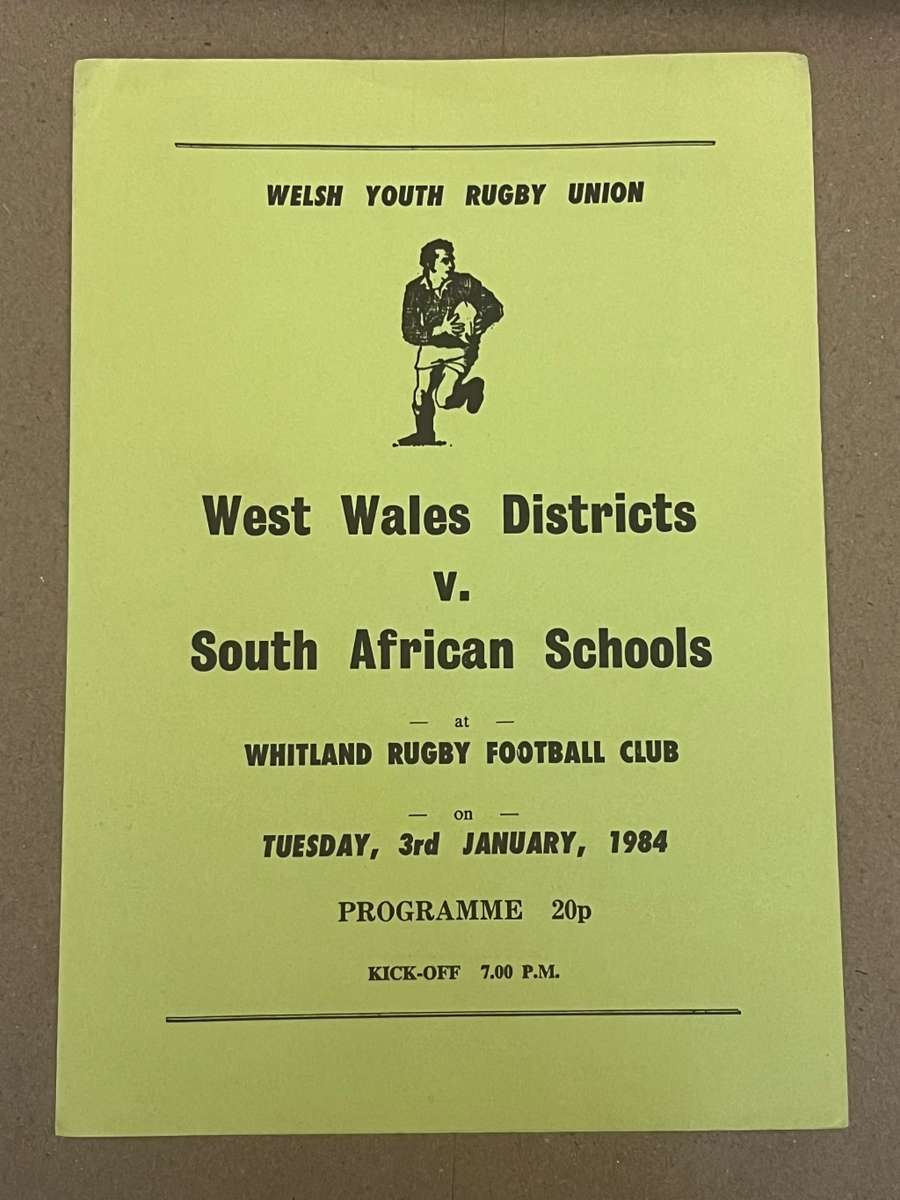 WELSH YOUTH RUGBY UNION
West Wales Districts
v.
South African Schools
— at —
WHITLAND RUGBY FOOTBALL CLUB
— on —
TUESDAY, 3rd JANUARY, 1984
PROGRAMME 20p
KICK-OFF 7.00 P.M.